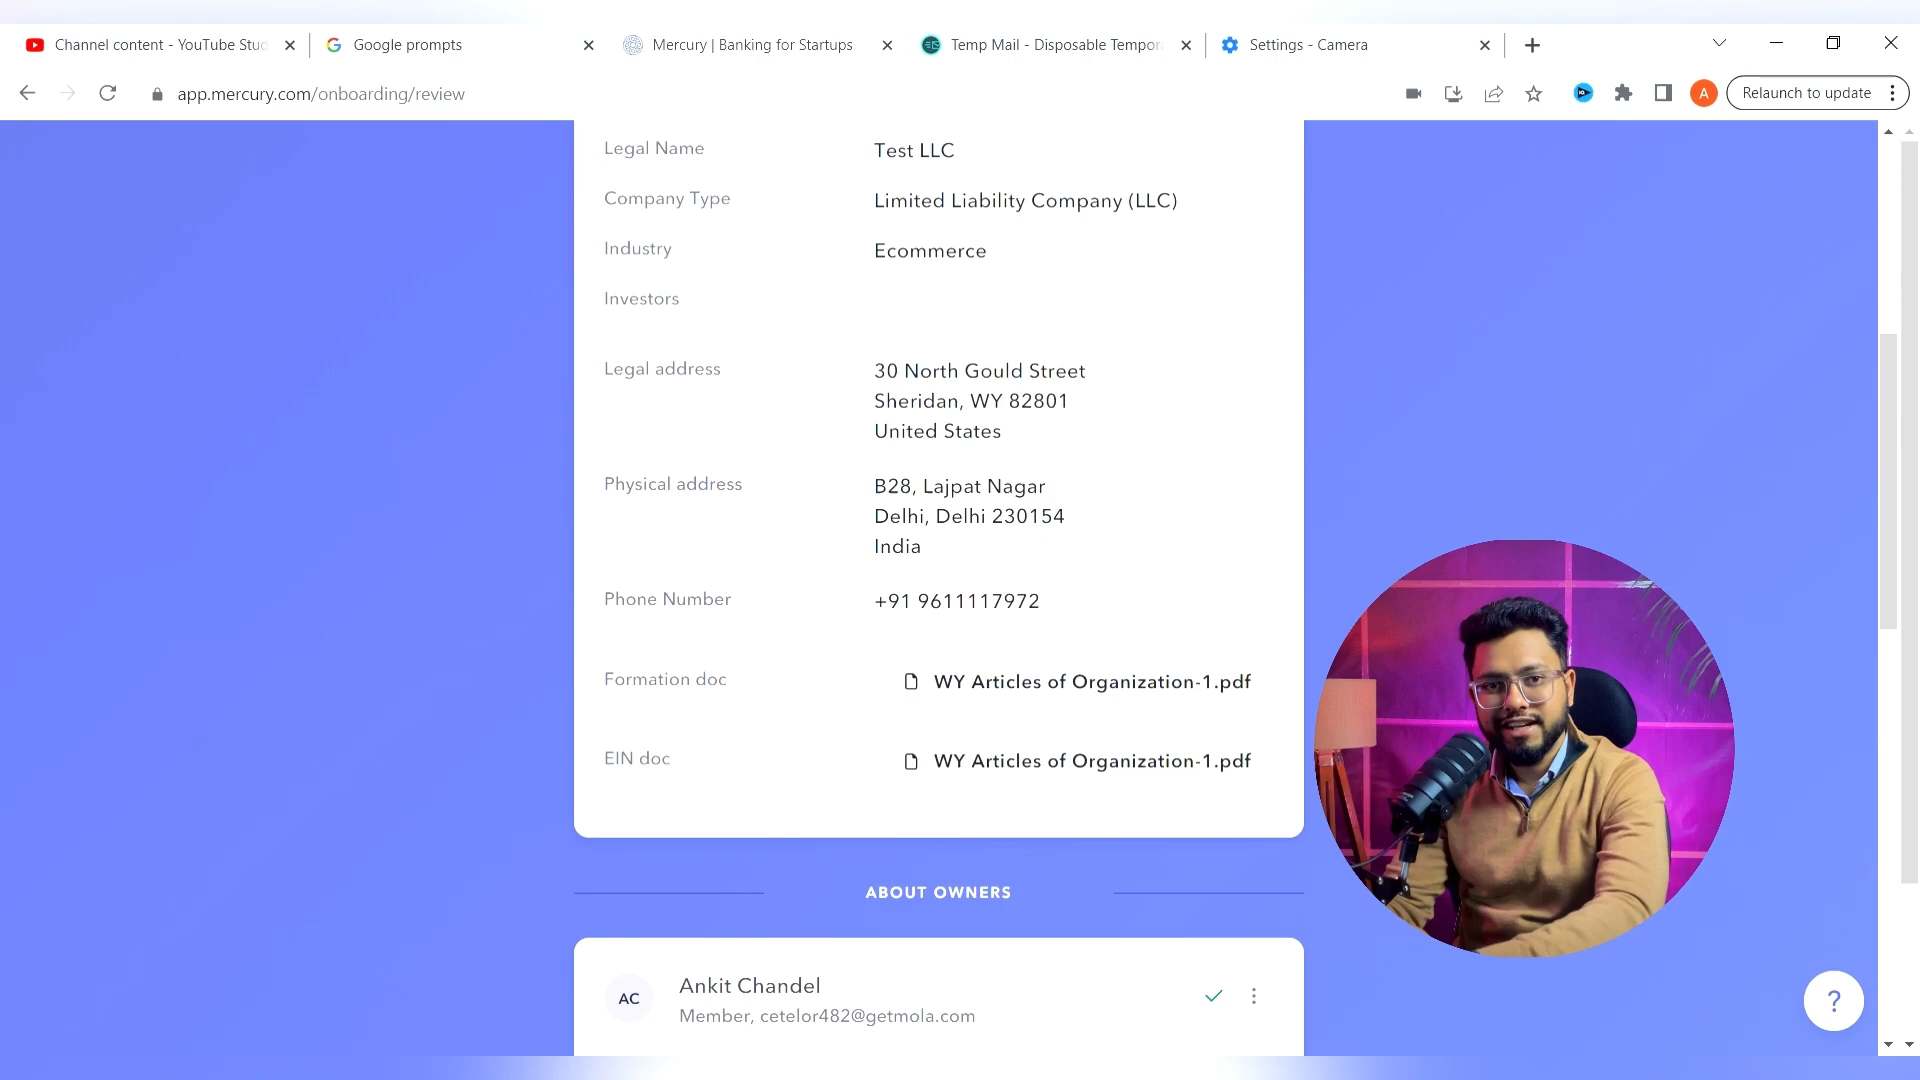 Channel content - YouTube Stud
Google prompts
Mercury | Banking for Startups
Temp Mail - Disposable Tempora
Settings - Camera
app.mercury.com/onboarding/review
A
Relaunch to update
Legal Name
Test LLC
Company Type
Limited Liability Company (LLC)
Industry
Ecommerce
Investors
Legal address
30 North Gould Street
Sheridan, WY 82801
United States
Physical address
B28, Lajpat Nagar
Delhi, Delhi 230154
India
Phone Number
+91 9611117972
Formation doc
WY Articles of Organization-1.pdf
EIN doc
WY Articles of Organization-1.pdf
ABOUT OWNERS
AC
Ankit Chandel
Member, cetelor482@getmola.com
?